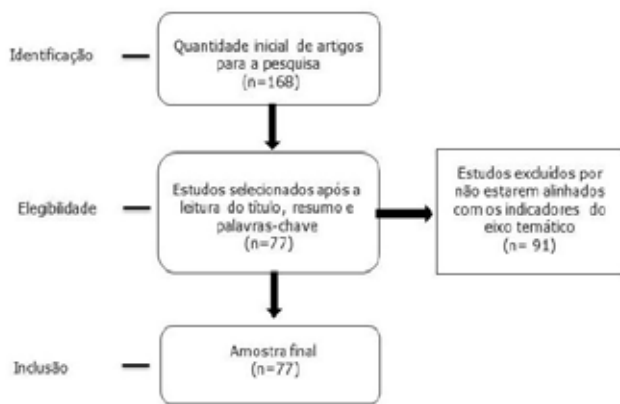 Identificação
Quantidade inicial de artigos
para a pesquisa
(n=168)
Elegibilidade
Estudos selecionados após a
leitura do título, resumo e
palavras-chave
(n=77)
Estudos excluídos por
não estarem alinhados
com os indicadores do
eixo temático
(n= 91)
Inclusão
Amostra final
(n=77)